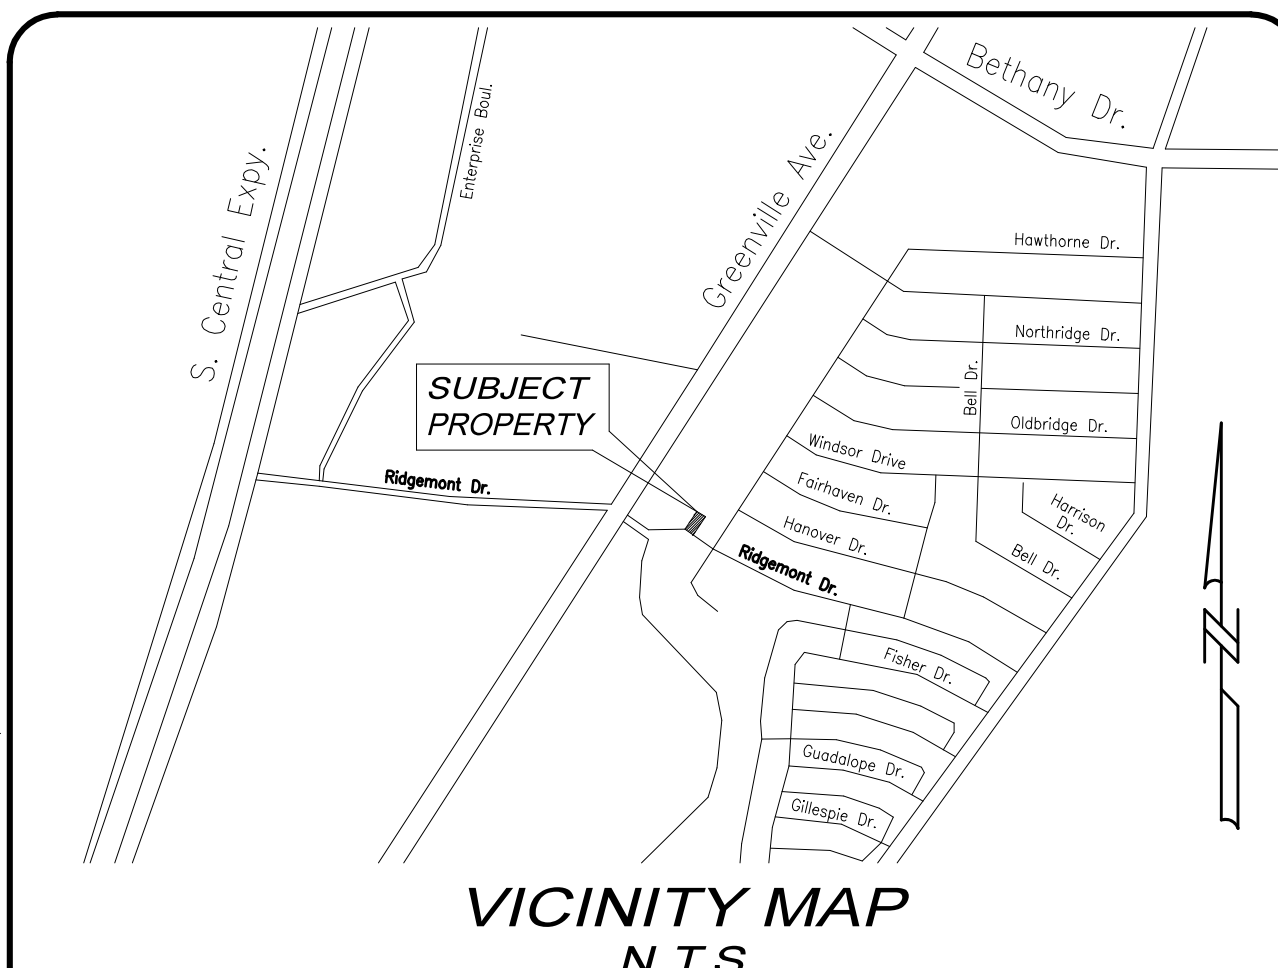 Bethany Dr.
Enterprise Boul.
S. Central Expy.
Greenville Ave.
Hawthorne Dr.
Northridge Dr.
Bell Dr.
SUBJECT
PROPERTY
Oldbridge Dr.
Windsor Drive
Ridgemont Dr.
Fairhaven Dr.
Harrison
Dr.
Hanover Dr.
Bell Dr.
Ridgemont Dr.
N
Fisher Dr.
Guadalope Dr.
Gillespie Dr.
VICINITY MAP
N.T.S